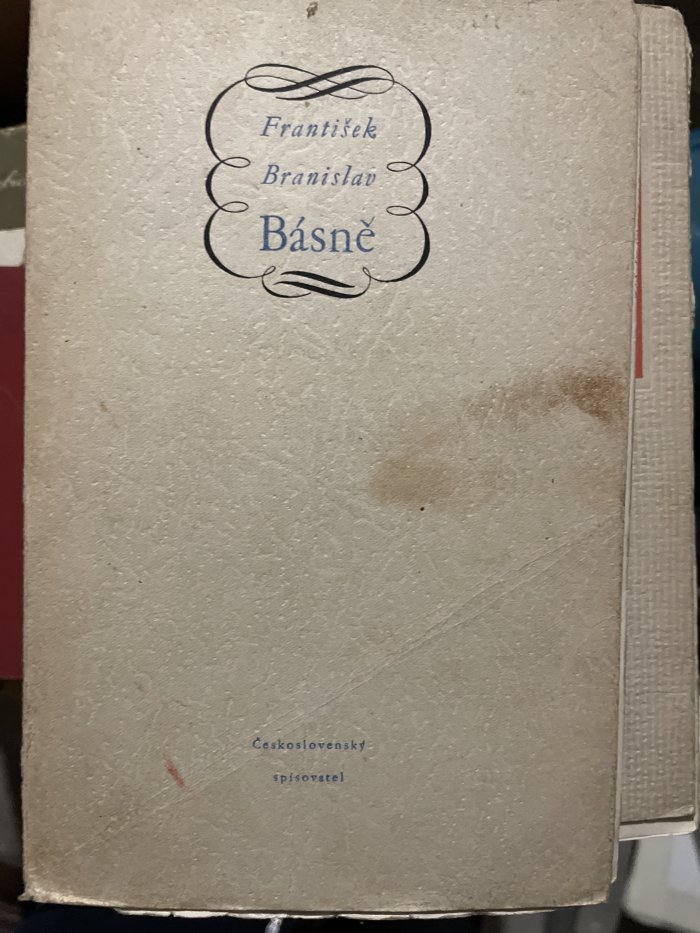 František
Branislav
Básně
Československý
spisovatel